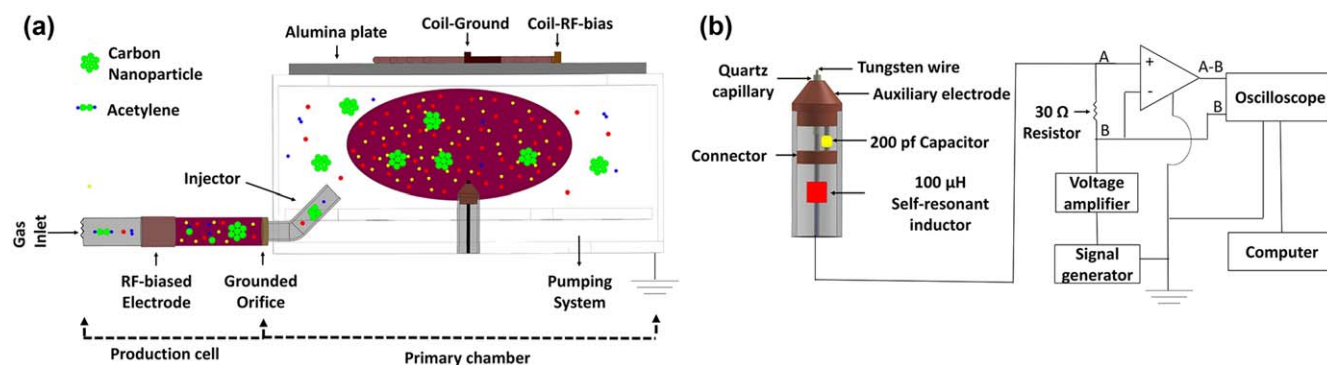 (a)
Carbon
Nanoparticle
Acetylene
Alumina plate
Coil-Ground
Coil-RF-bias
Injector
Gas
Inlet
RF-biased
Electrode
Grounded
Orifice
Pumping
System
Production cell
Primary chamber
(b)
Quartz
capillary
Tungsten wire
Auxiliary electrode
Connector
200 pf Capacitor
100 μH
Self-resonant
inductor
A
+
-
A-B
30 Ω
Resistor
B
B
Oscilloscope
Voltage
amplifier
Signal
generator
Computer